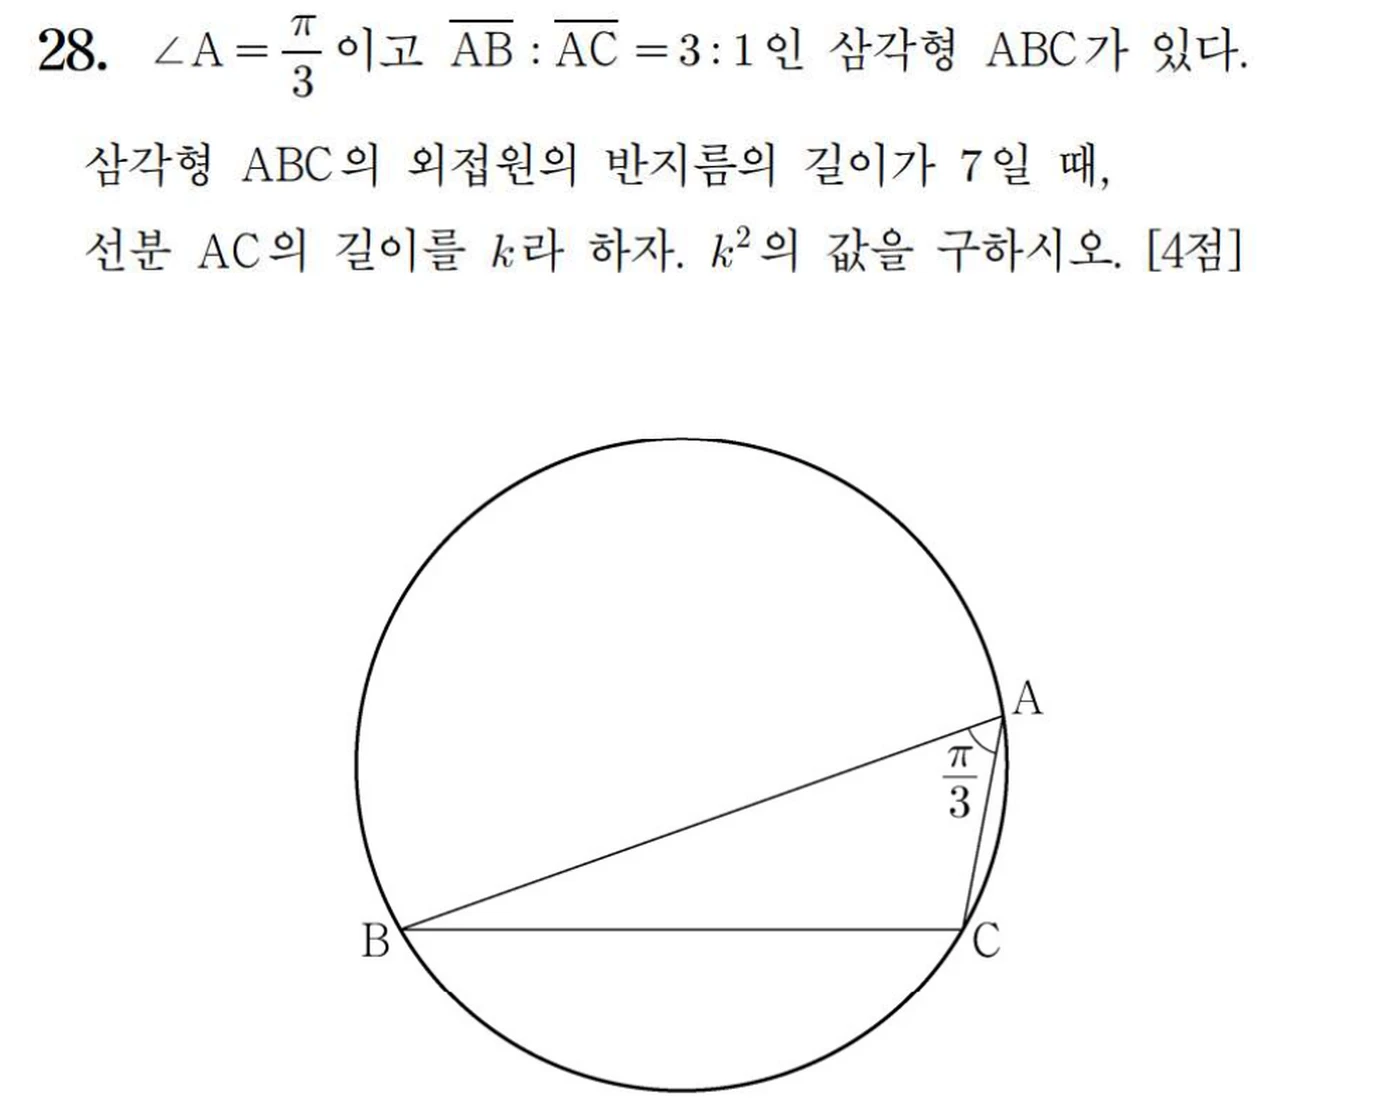 28. ∠A = π/3 이고 AB : AC = 3 : 1인 삼각형 ABC가 있다.
삼각형 ABC의 외접원의 반지름의 길이가 7일 때,
선분 AC의 길이를 k라 하자. k²의 값을 구하시오. [4점]
A
π/3
B
C